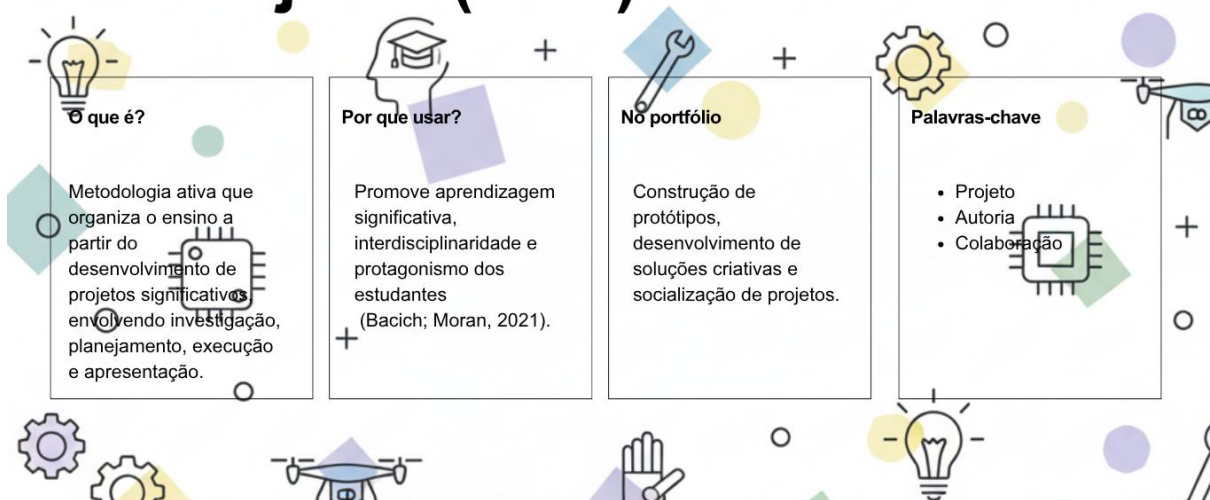 O que é?
Metodologia ativa que
organiza o ensino a
partir do
desenvolvimento de
projetos significativos,
envolvendo investigação,
planejamento, execução
e apresentação.
Por que usar?
Promove aprendizagem
significativa,
interdisciplinaridade e
protagonismo dos
estudantes
(Bacich; Moran, 2021).
No portfólio
Construção de
protótipos,
desenvolvimento de
soluções criativas e
socialização de projetos.
Palavras-chave
• Projeto
• Autoria
• Colaboração